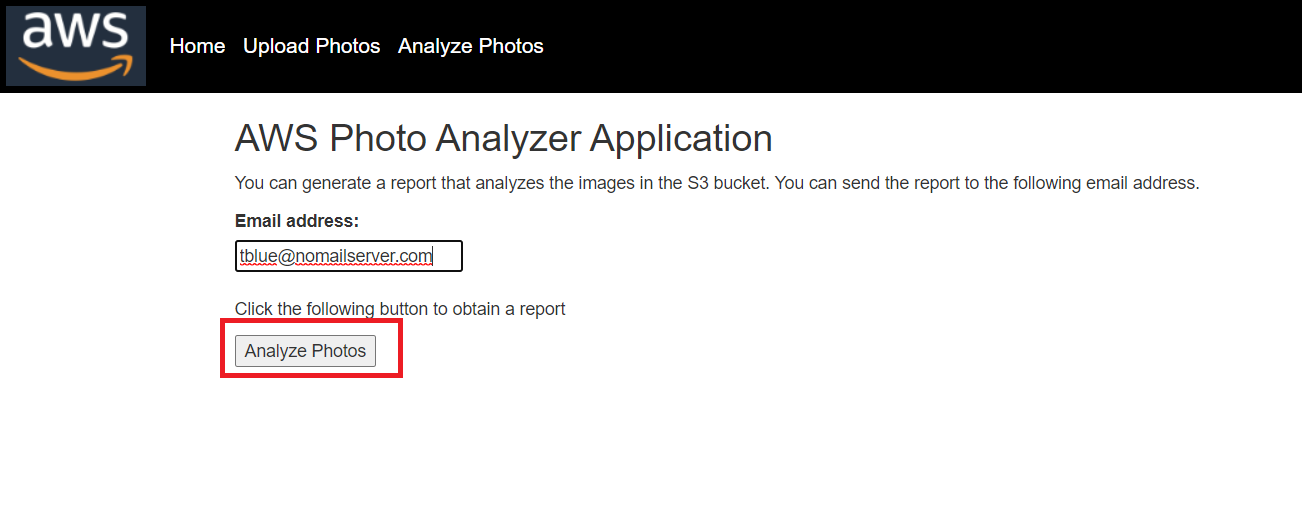 aws
Home Upload Photos Analyze Photos
AWS Photo Analyzer Application
You can generate a report that analyzes the images in the S3 bucket. You can send the report to the following email address.
Email address:
tblue@nomailserver.com
Click the following button to obtain a report
Analyze Photos